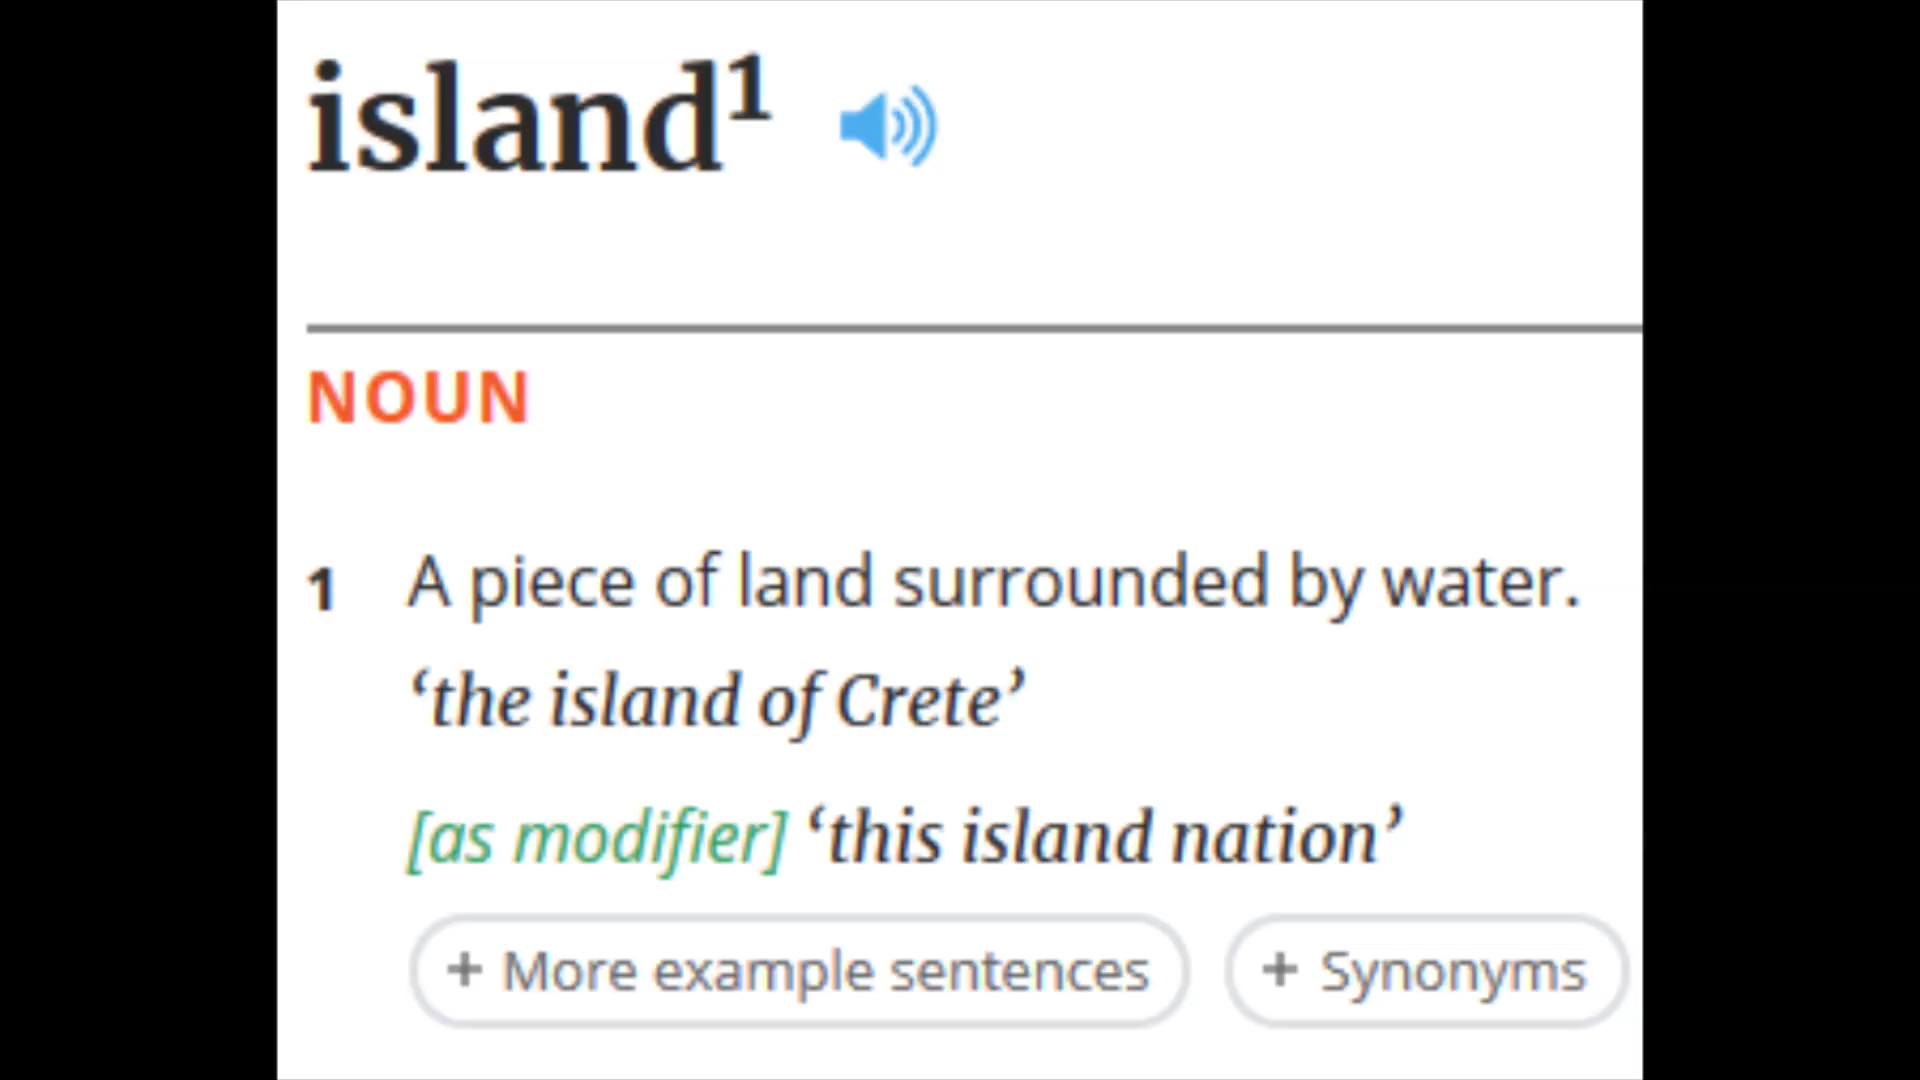 island¹
NOUN
1 A piece of land surrounded by water.
‘the island of Crete’
[as modifier] ‘this island nation’
+ More example sentences + Synonyms